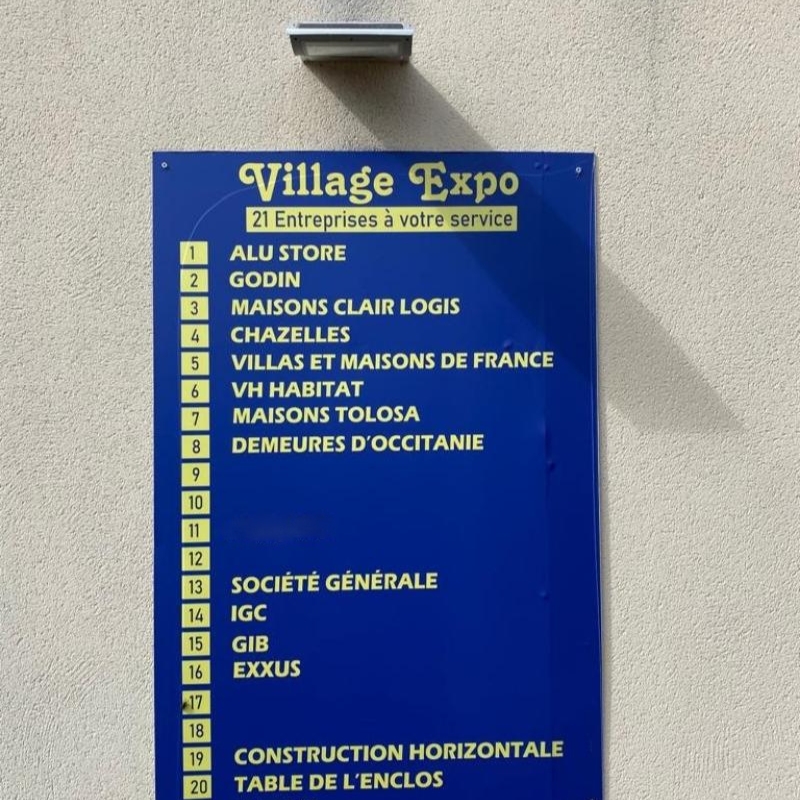 Village Expo
21 Entreprises à votre service
1 ALU STORE
2 GODIN
3 MAISONS CLAIR LOGIS
4 CHAZELLES
5 VILLAS ET MAISONS DE FRANCE
6 VH HABITAT
7 MAISONS TOLOSA
8 DEMEURES D'OCCITANIE
9
10
11
12
13 SOCIÉTÉ GÉNÉRALE
14 IGC
15 GIB
16 EXXUS
17
18
19 CONSTRUCTION HORIZONTALE
20 TABLE DE L'ENCLOS